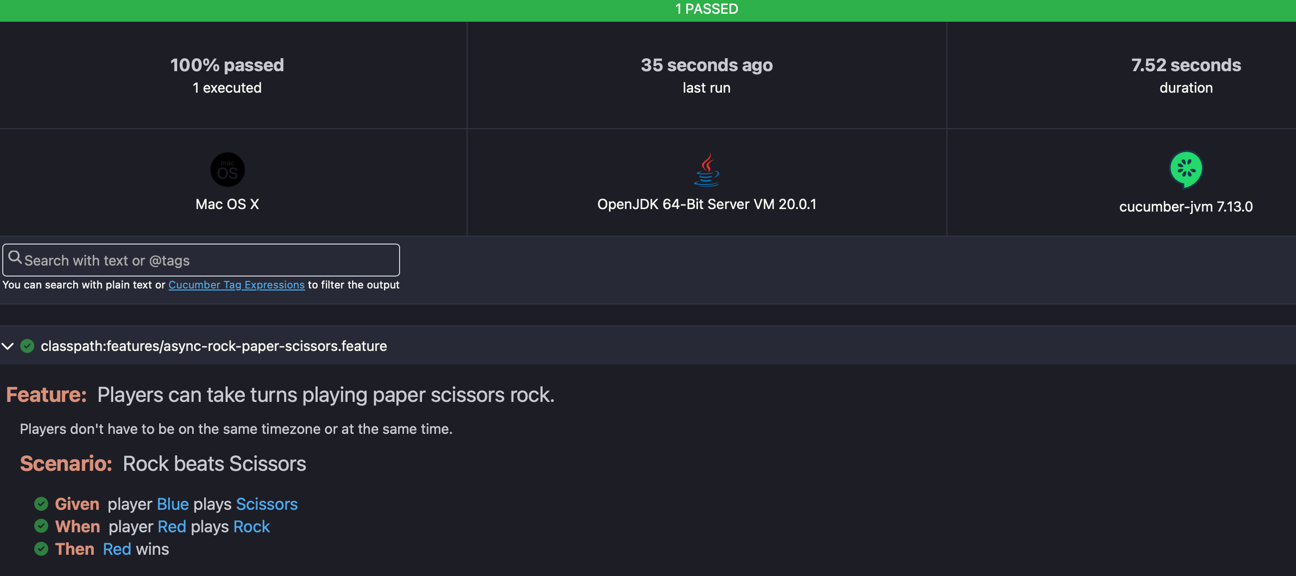 1 PASSED
100% passed
1 executed
35 seconds ago
last run
7.52 seconds
duration
mac
OS
Mac OS X
OpenJDK 64-Bit Server VM 20.0.1
cucumber-jvm 7.13.0
Search with text or @tags
You can search with plain text or Cucumber Tag Expressions to filter the output
classpath:features/async-rock-paper-scissors.feature
Feature: Players can take turns playing paper scissors rock.
Players don't have to be on the same timezone or at the same time.
Scenario: Rock beats Scissors
Given player Blue plays Scissors
When player Red plays Rock
Then Red wins